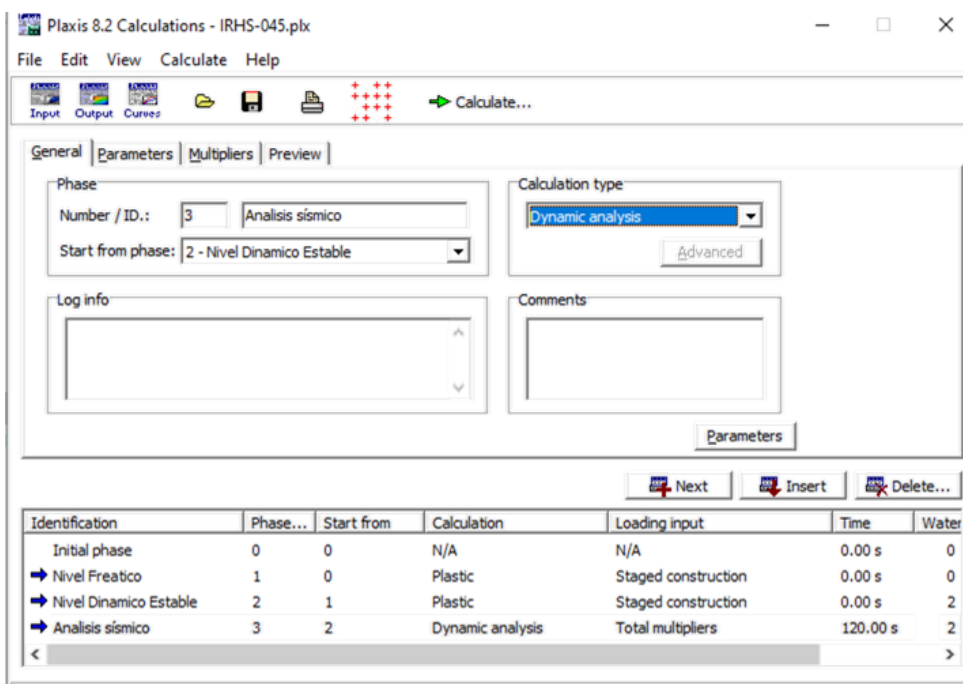 Plaxis 8.2 Calculations - IRHS-045.plx
File Edit View Calculate Help
Input Output Curves Calculate...
General Parameters Multipliers Preview
Phase
Number / ID.: 3 Analisis sísmico
Start from phase: 2 - Nivel Dinamico Estable
Calculation type
Dynamic analysis
Advanced
Log info
Comments
Parameters
Next Insert Delete...
Identification Phase... Start from Calculation Loading input Time Water
Initial phase 0 0 N/A N/A 0.00 s 0
Nivel Freatico 1 0 Plastic Staged construction 0.00 s 0
Nivel Dinamico Estable 2 1 Plastic Staged construction 0.00 s 2
Analisis sísmico 3 2 Dynamic analysis Total multipliers 120.00 s 2